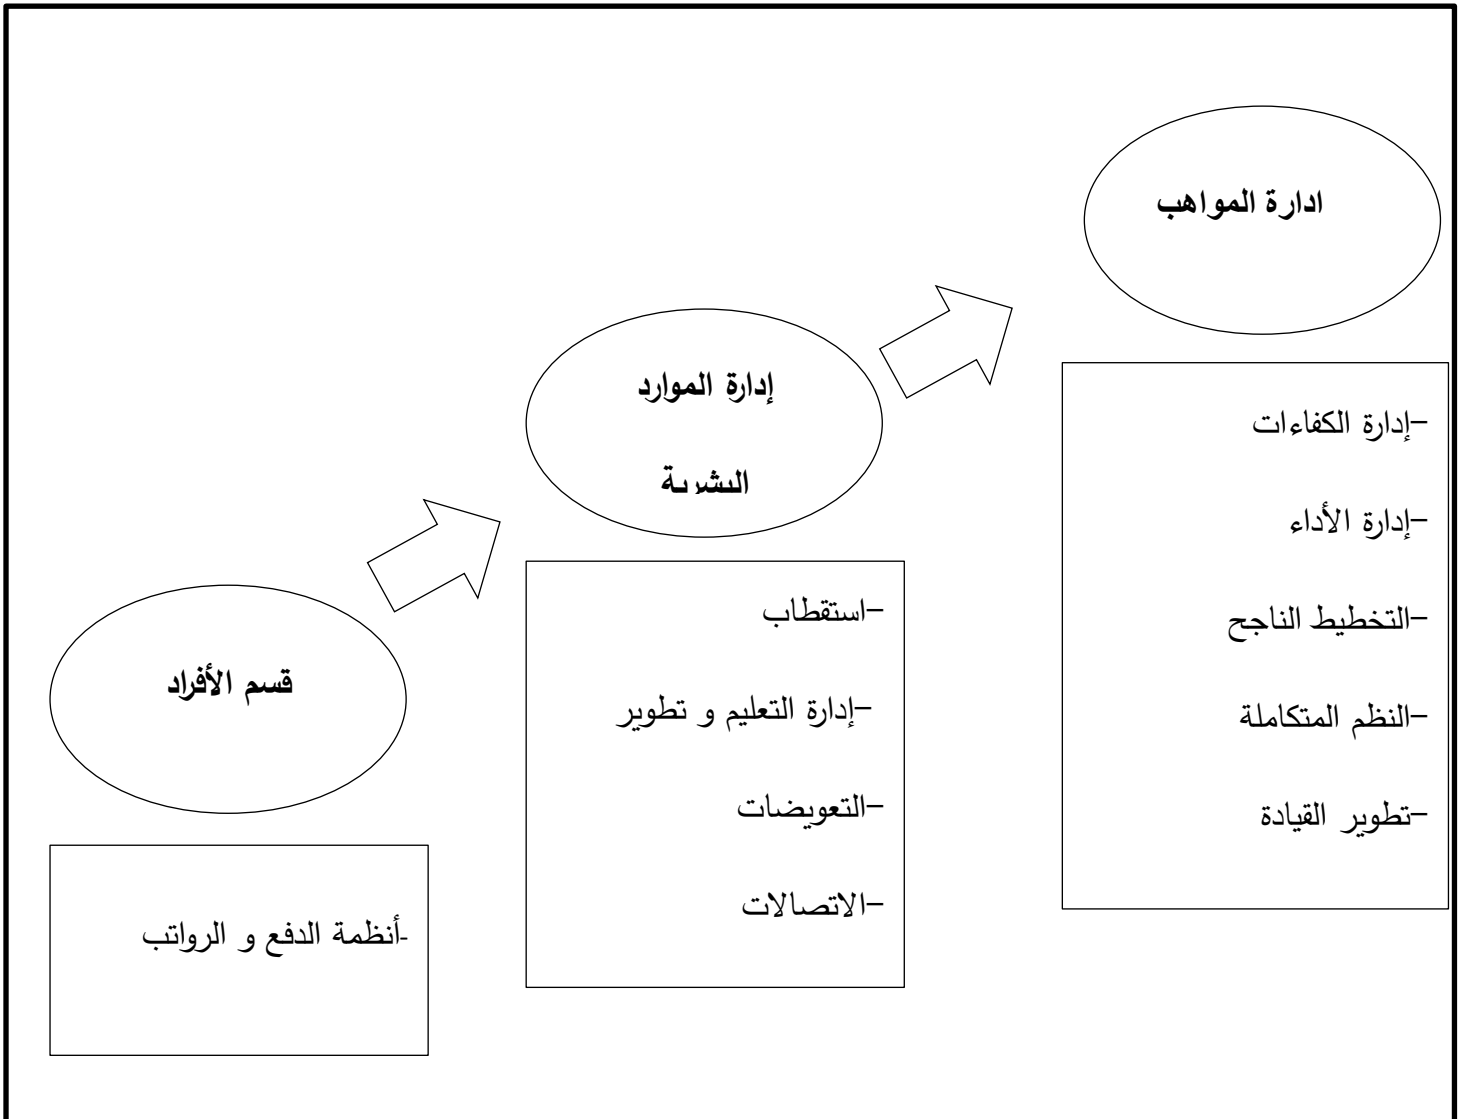 ادارة المواهب
-إدارة الكفاءات
-إدارة الأداء
-التخطيط الناجح
-النظم المتكاملة
-تطوير القيادة
إدارة الموارد
البشرية
-استقطاب
-إدارة التعليم و تطوير
-التعويضات
-الاتصالات
قسم الأفراد
-أنظمة الدفع و الرواتب